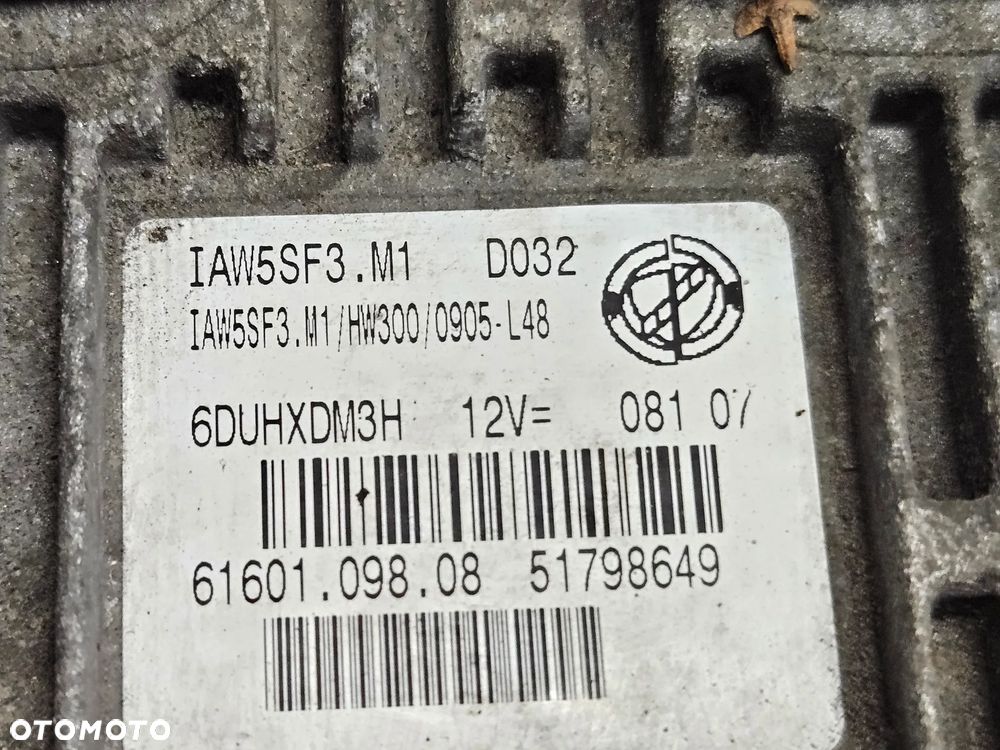 IAW5SF3.M1 D032
IAW5SF3.M1/HW300/0905-L48
6DUHXDM3H 12V= 081 07
61601.098.08 51798649
OTOMOTO